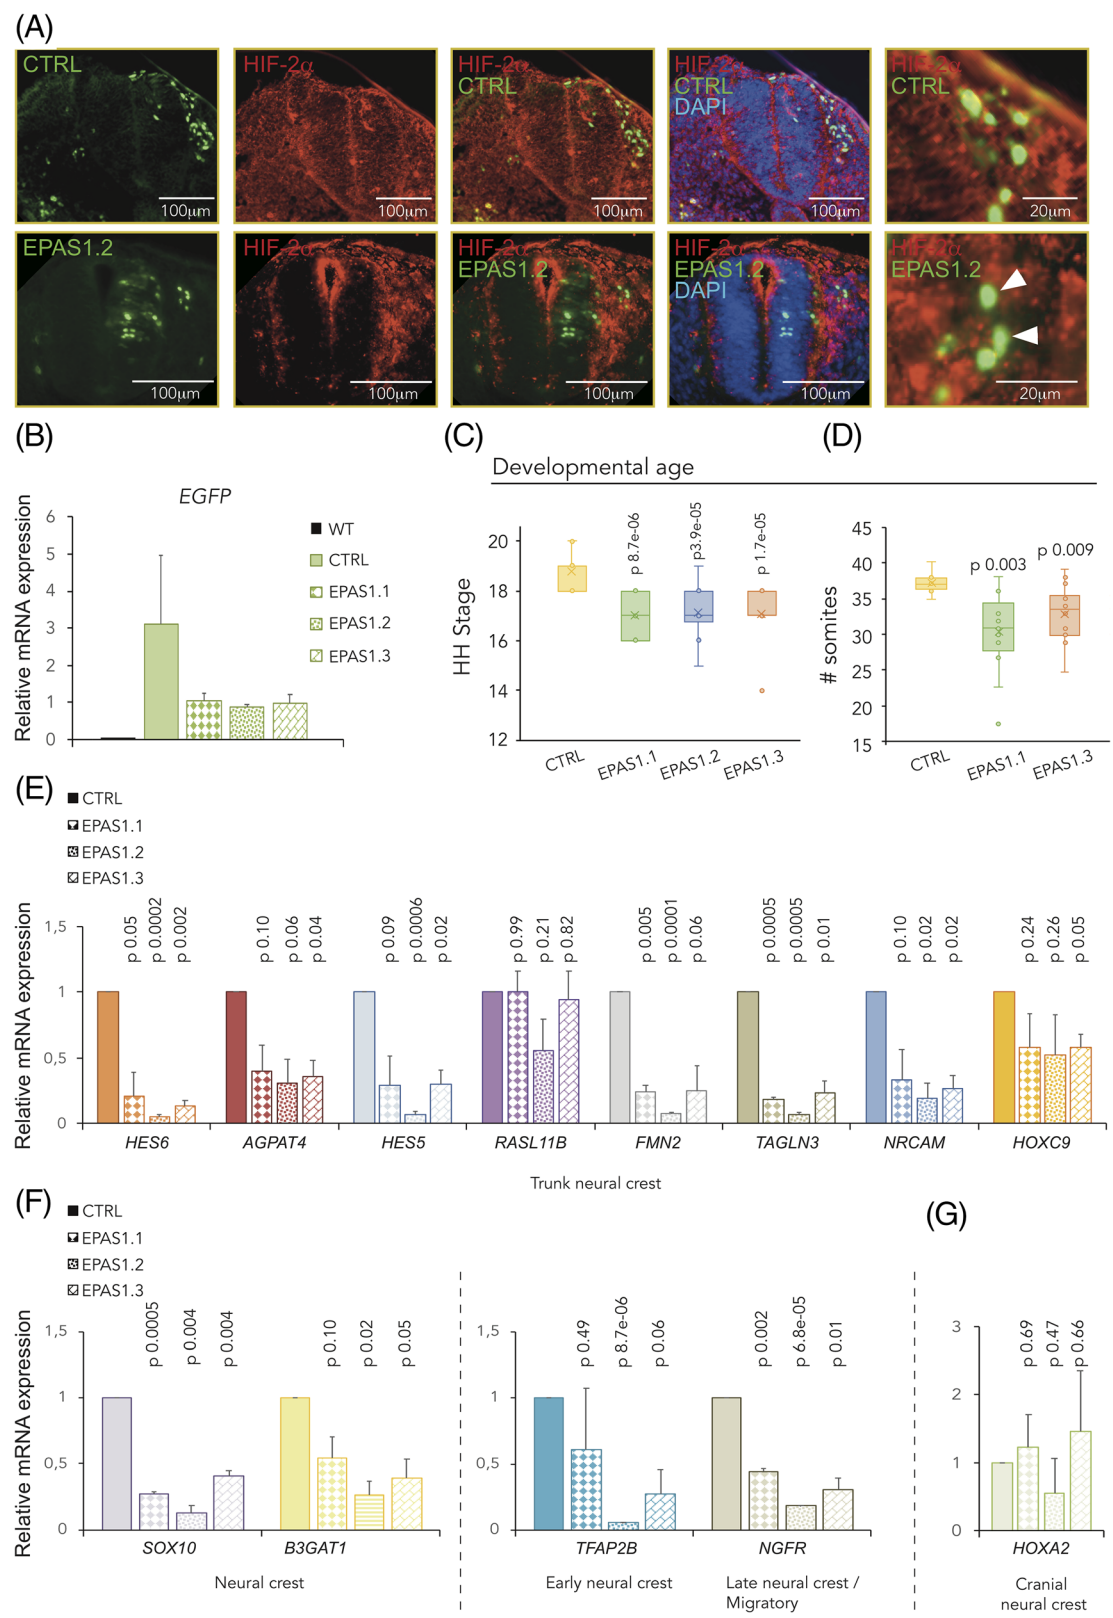 (A)
CTRL
HIF-2α
HIF-2α
CTRL
HIF-2α
CTRL
DAPI
HIF-2α
CTRL
100µm
100µm
100µm
100µm
20µm
EPAS1.2
HIF-2α
HIF-2α
EPAS1.2
HIF-2α
EPAS1.2
DAPI
HIF-2α
EPAS1.2
100µm
100µm
100µm
100µm
20µm
(B)
EGFP
Relative mRNA expression
6
5
4
3
2
1
0
WT
CTRL
EPAS1.1
EPAS1.2
EPAS1.3
(C)
(D)
Developmental age
HH Stage
20
18
16
14
12
p 8.7e-06
p3.9e-05
p 1.7e-05
CTRL
EPAS1.1
EPAS1.2
EPAS1.3
# somites
45
40
35
30
25
20
15
p 0.003
p 0.009
CTRL
EPAS1.1
EPAS1.3
(E)
CTRL
EPAS1.1
EPAS1.2
EPAS1.3
Relative mRNA expression
1,5
1
0,5
0
p 0.05
p 0.0002
p 0.002
p 0.10
p 0.06
p 0.04
p 0.09
p 0.0006
p 0.02
p 0.99
p 0.21
p 0.82
p 0.005
p 0.0001
p 0.06
p 0.0005
p 0.0005
p 0.01
p 0.10
p 0.02
p 0.02
p 0.24
p 0.26
p 0.05
HES6
AGPAT4
HES5
RASL11B
FMN2
TAGLN3
NRCAM
HOXC9
Trunk neural crest
(F)
CTRL
EPAS1.1
EPAS1.2
EPAS1.3
Relative mRNA expression
1,5
1
0,5
0
p 0.0005
p 0.004
p 0.004
p 0.10
p 0.02
p 0.05
SOX10
B3GAT1
Neural crest
1,5
1
0,5
0
p 0.49
p 8.7e-06
p 0.06
p 0.002
p 6.8e-05
p 0.01
TFAP2B
NGFR
Early neural crest
Late neural crest /
Migratory
(G)
3
2
1
0
p 0.69
p 0.47
p 0.66
HOXA2
Cranial
neural crest